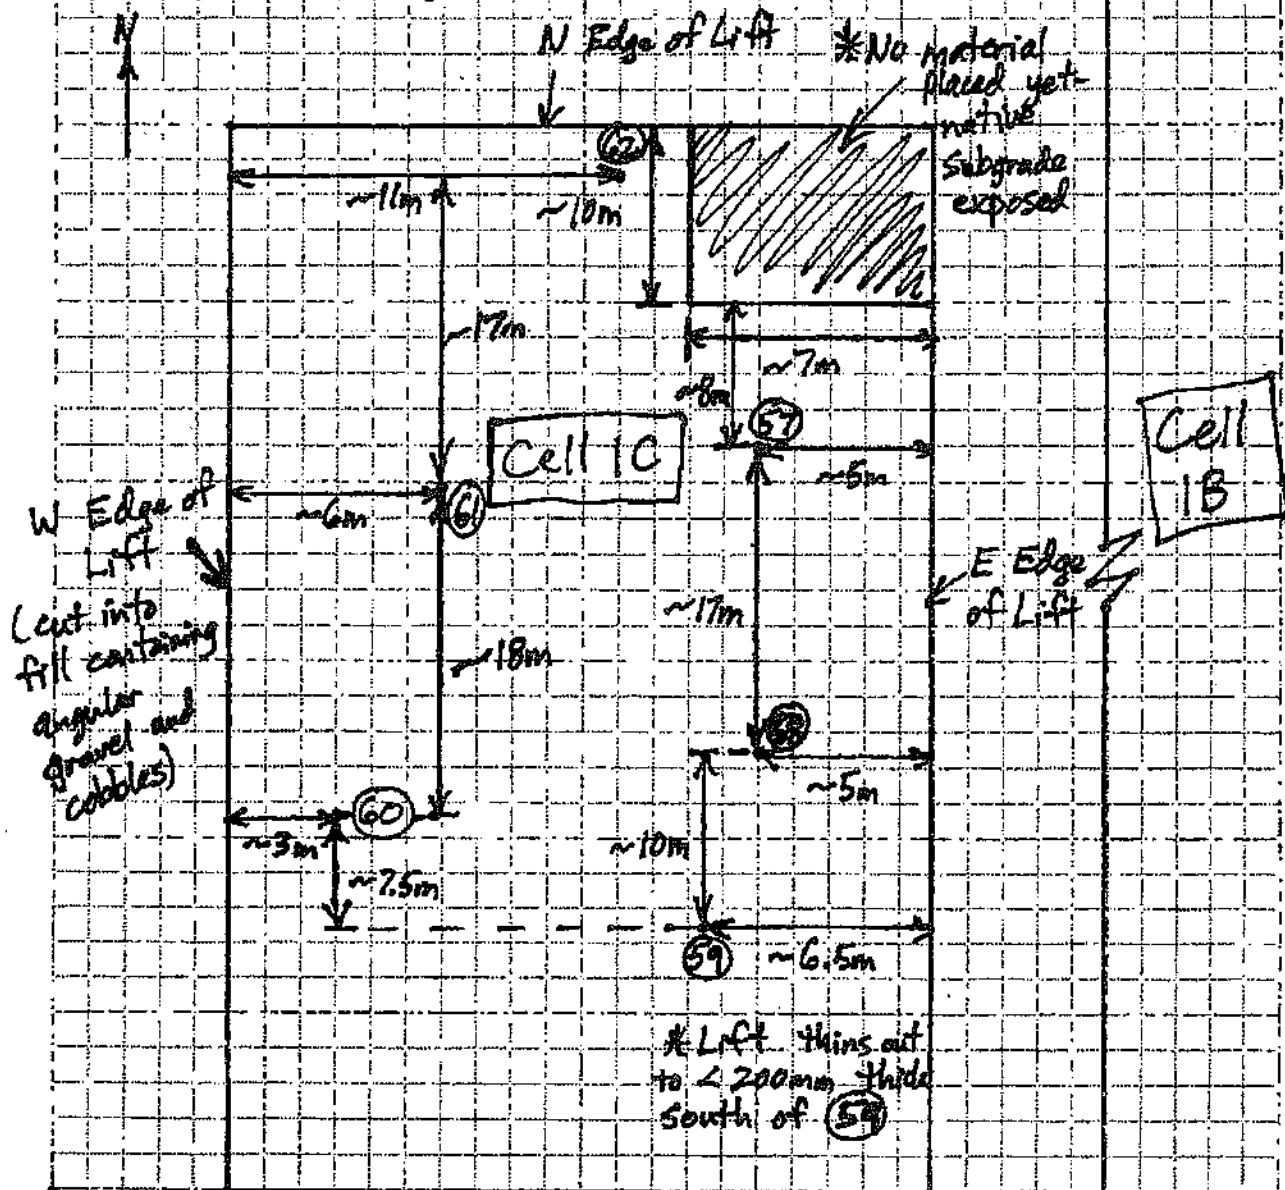 N
N Edge of Lift
*No material
placed yet-
native
subgrade
exposed
62
~11m
~10m
~17m
~7m
~8m
57
~5m
Cell 1C
Cell
1B
~6m
61
W Edge of
Lift
(cut into
fill containing
angular
gravel and
cobbles)
E Edge
of Lift
~17m
~18m
~5m
60
~3m
~10m
~7.5m
59
~6.5m
* Lift thins out
to < 200mm thick
south of 59